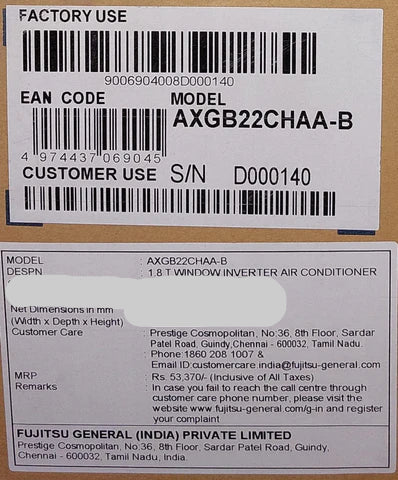 FACTORY USE
9006904008D000140
EAN CODE MODEL
AXGB22CHAA-B
4 974437 069045
CUSTOMER USE S/N D000140
MODEL : AXGB22CHAA-B
DESPN : 1.8 T WINDOW INVERTER AIR CONDITIONER
Net Dimensions in mm
(Width x Depth x Height)
Customer Care : Prestige Cosmopolitan, No:36, 8th Floor, Sardar
Patel Road, Guindy,Chennai - 600032, Tamil Nadu.
: Phone:1860 208 1007 &
Email ID:customercare.india@fujitsu-general.com
MRP : Rs. 53,370/- (Inclusive of All Taxes)
Remarks : In case you fail to reach the call centre through
customer care phone number, please visit the
website www.fujitsu-general.com/g-in and register
your complaint
FUJITSU GENERAL (INDIA) PRIVATE LIMITED
Prestige Cosmopolitan, No:36, 8th Floor, Sardar Patel Road, Guindy,
Chennai - 600032, Tamil Nadu, India.